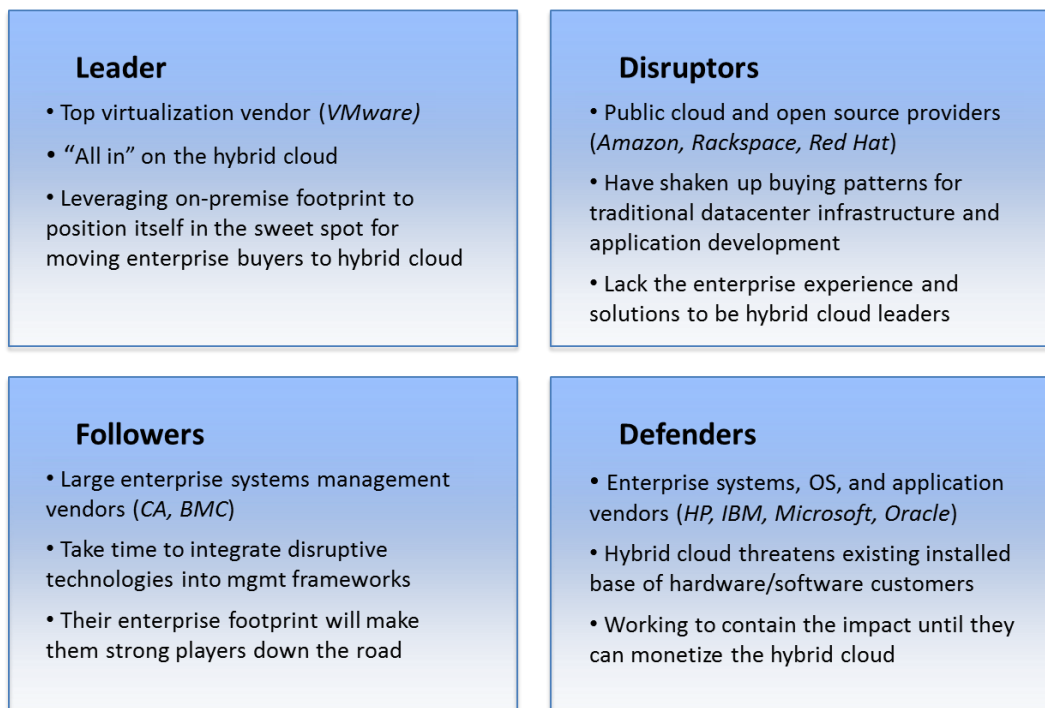 Leader
• Top virtualization vendor (VMware)
• “All in” on the hybrid cloud
• Leveraging on-premise footprint to
position itself in the sweet spot for
moving enterprise buyers to hybrid cloud
Disruptors
• Public cloud and open source providers
(Amazon, Rackspace, Red Hat)
• Have shaken up buying patterns for
traditional datacenter infrastructure and
application development
• Lack the enterprise experience and
solutions to be hybrid cloud leaders
Followers
• Large enterprise systems management
vendors (CA, BMC)
• Take time to integrate disruptive
technologies into mgmt frameworks
• Their enterprise footprint will make
them strong players down the road
Defenders
• Enterprise systems, OS, and application
vendors (HP, IBM, Microsoft, Oracle)
• Hybrid cloud threatens existing installed
base of hardware/software customers
• Working to contain the impact until they
can monetize the hybrid cloud